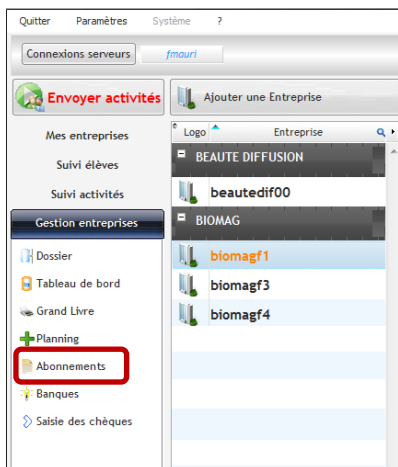 Quitter Paramètres Système ?
Connexions serveurs fmauri
Envoyer activités Ajouter une Entreprise
Mes entreprises
Suivi élèves
Suivi activités
Gestion entreprises
Dossier
Tableau de bord
Grand Livre
Planning
Abonnements
Banques
Saisie des chèques
Logo Entreprise
BEAUTE DIFFUSION
beautedif00
BIOMAG
biomagf1
biomagf3
biomagf4